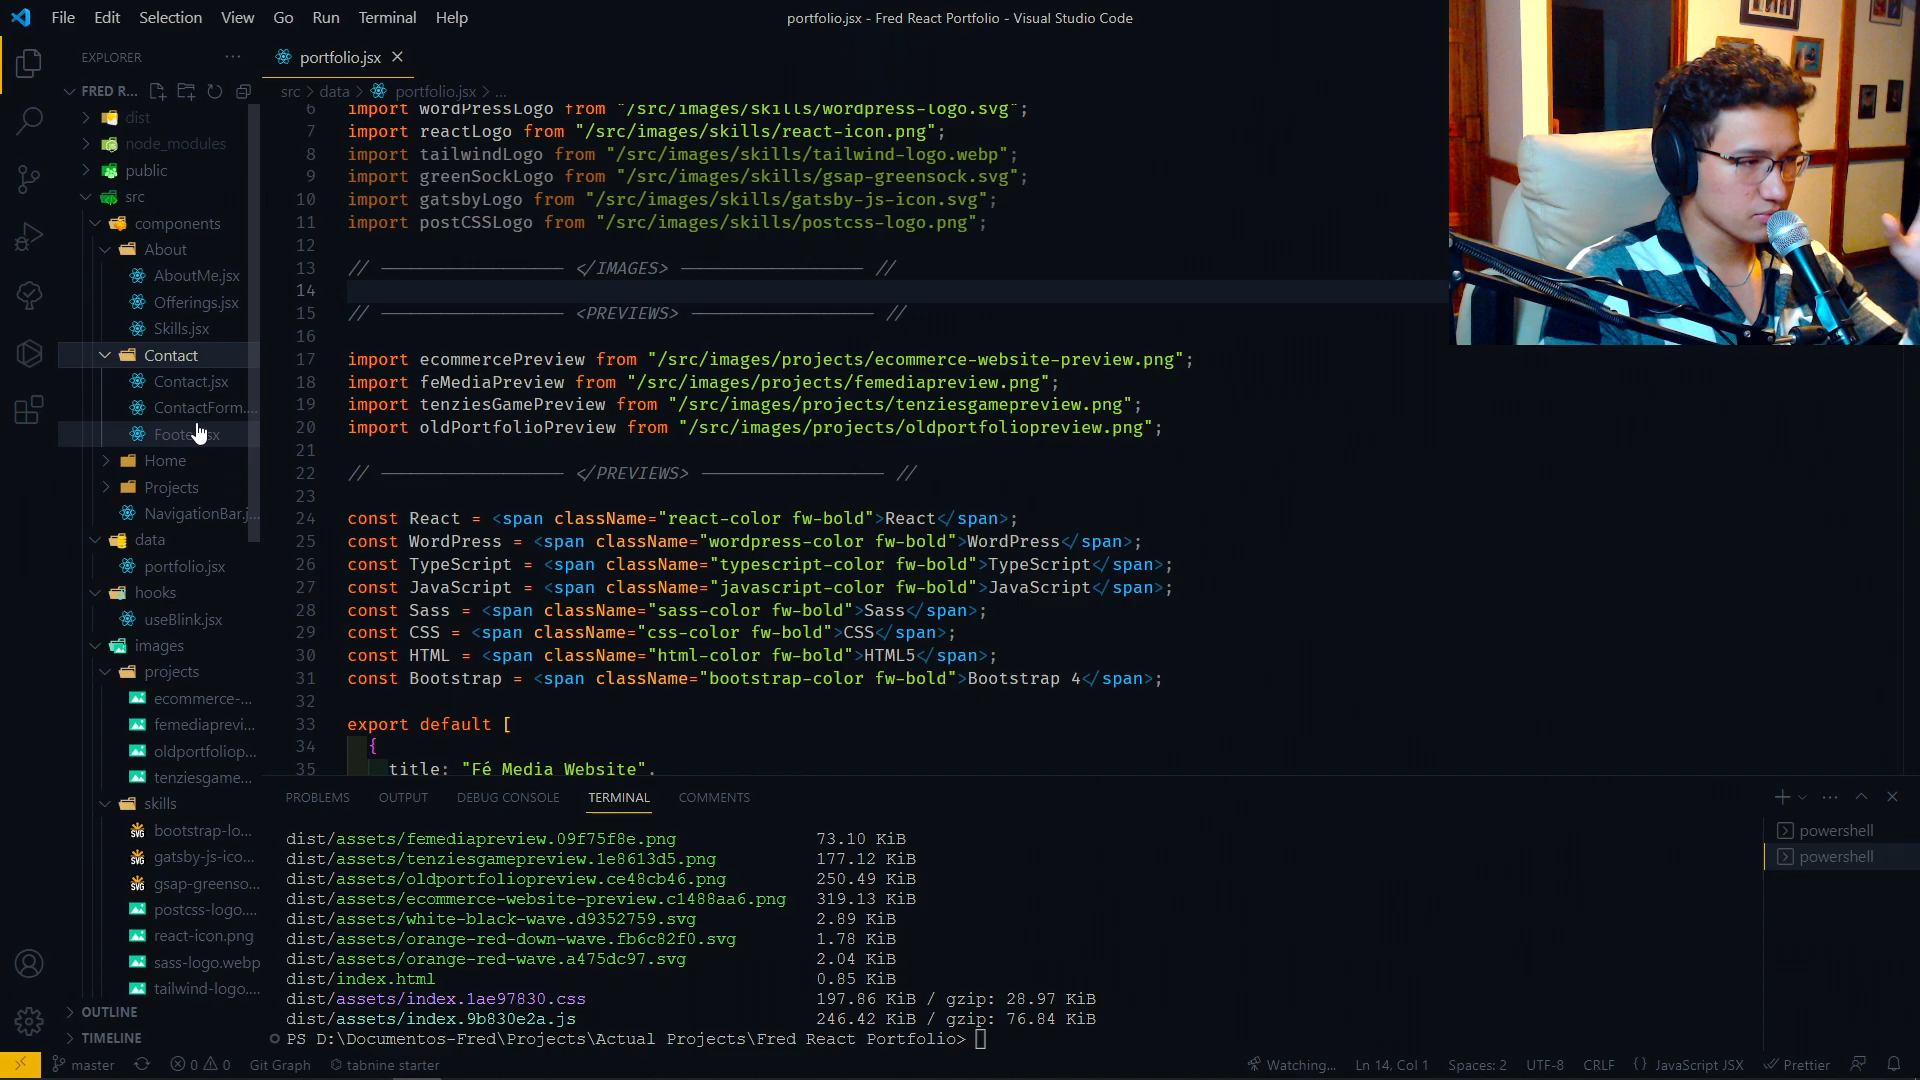 File Edit Selection View Go Run Terminal Help
portfolio.jsx - Fred React Portfolio - Visual Studio Code
EXPLORER ...
portfolio.jsx
FRED R...
src > data > portfolio.jsx > ...
dist
node_modules
public
src
components
About
AboutMe.jsx
Offerings.jsx
Skills.jsx
Contact
Contact.jsx
ContactForm....
Home
Projects
NavigationBar.j...
data
portfolio.jsx
hooks
useBlink.jsx
images
projects
ecommerce-...
femediaprevi...
oldportfoliop...
tenziesgame...
skills
bootstrap-lo...
gatsby-js-ico...
gsap-greenso...
postcss-logo....
react-icon.png
sass-logo.webp
tailwind-logo....
OUTLINE
TIMELINE
6 import wordPressLogo from "/src/images/skills/wordpress-logo.svg";
7 import reactLogo from "/src/images/skills/react-icon.png";
8 import tailwindLogo from "/src/images/skills/tailwind-logo.webp";
9 import greenSockLogo from "/src/images/skills/gsap-greensock.svg";
10 import gatsbyLogo from "/src/images/skills/gatsby-js-icon.svg";
11 import postCSSLogo from "/src/images/skills/postcss-logo.png";
12
13 // —————————— </IMAGES> —————————— //
14
15 // —————————— <PREVIEWS> —————————— //
16
17 import ecommercePreview from "/src/images/projects/ecommerce-website-preview.png";
18 import feMediaPreview from "/src/images/projects/femediapreview.png";
19 import tenziesGamePreview from "/src/images/projects/tenziesgamepreview.png";
20 import oldPortfolioPreview from "/src/images/projects/oldportfoliopreview.png";
21
22 // —————————— </PREVIEWS> —————————— //
23
24 const React = <span className="react-color fw-bold">React</span>;
25 const WordPress = <span className="wordpress-color fw-bold">WordPress</span>;
26 const TypeScript = <span className="typescript-color fw-bold">TypeScript</span>;
27 const JavaScript = <span className="javascript-color fw-bold">JavaScript</span>;
28 const Sass = <span className="sass-color fw-bold">Sass</span>;
29 const CSS = <span className="css-color fw-bold">CSS</span>;
30 const HTML = <span className="html-color fw-bold">HTML5</span>;
31 const Bootstrap = <span className="bootstrap-color fw-bold">Bootstrap 4</span>;
32
33 export default [
34 {
35 title: "Fé Media Website",
PROBLEMS OUTPUT DEBUG CONSOLE TERMINAL COMMENTS
dist/assets/femediapreview.09f75f8e.png 73.10 KiB
dist/assets/tenziesgamepreview.1e8613d5.png 177.12 KiB
dist/assets/oldportfoliopreview.ce48cb46.png 250.49 KiB
dist/assets/ecommerce-website-preview.c1488aa6.png 319.13 KiB
dist/assets/white-black-wave.d9352759.svg 2.89 KiB
dist/assets/orange-red-down-wave.fb6c82f0.svg 1.78 KiB
dist/assets/orange-red-wave.a475dc97.svg 2.04 KiB
dist/index.html 0.85 KiB
dist/assets/index.1ae97830.css 197.86 KiB / gzip: 28.97 KiB
dist/assets/index.9b830e2a.js 246.42 KiB / gzip: 76.84 KiB
PS D:\Documentos-Fred\Projects\Actual Projects\Fred React Portfolio>
powershell
powershell
master 0 0 Git Graph tabnine starter
Watching... Ln 14, Col 1 Spaces: 2 UTF-8 CRLF {} JavaScript JSX Prettier